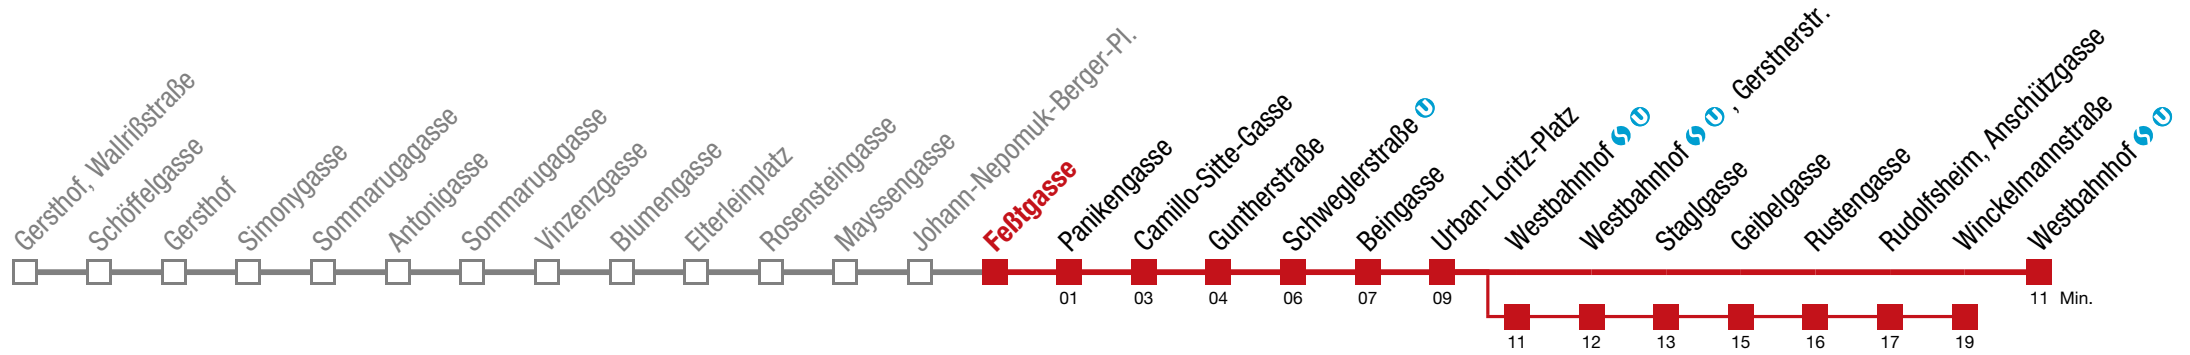 Gersthof, Wallrißstraße
Schöffelgasse
Gersthof
Simonygasse
Sommarugagasse
Antonigasse
Sommarugagasse
Vinzenzgasse
Blumengasse
Elterleinplatz
Rosensteingasse
Mayssengasse
Johann-Nepomuk-Berger-Pl.
Feßtgasse
Panikengasse
Camillo-Sitte-Gasse
Guntherstraße
Schweglerstraße U
Beingasse
Urban-Loritz-Platz
Westbahnhof S U
Westbahnhof S U , Gerstnerstr.
Staglgasse
Geibelgasse
Rustengasse
Rudolfsheim, Anschützgasse
Winckelmannstraße
Westbahnhof S U
01 03 04 06 07 09 11 Min.
11 12 13 15 16 17 19